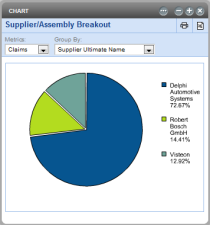 CHART
Supplier/Assembly Breakout
Metrics: Group By:
Claims Supplier Ultimate Name
Delphi
Automotive
Systems
72.67%
Robert
Bosch
GmbH
14.41%
Visteon
12.92%